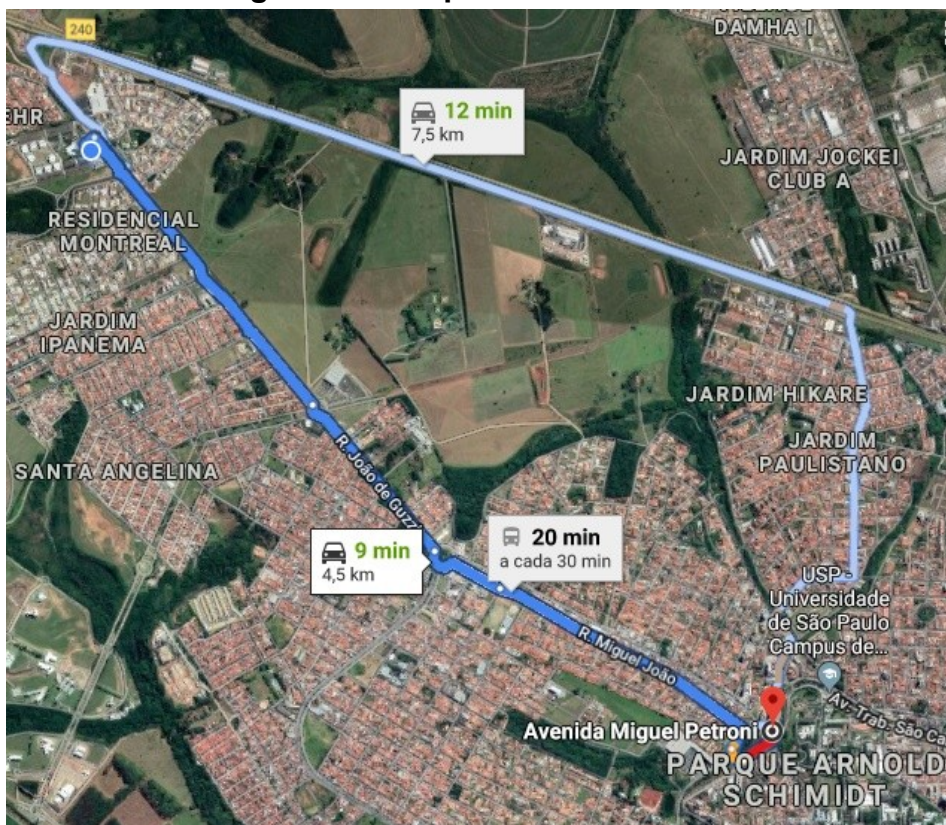 240
DAMHA I
EHR
12 min
7,5 km
JARDIM JOCKEI
CLUB A
RESIDENCIAL
MONTREAL
JARDIM
IPANEMA
JARDIM HIKARE
JARDIM
PAULISTANO
SANTA ANGELINA
R. João de Guzzi
9 min
4,5 km
20 min
a cada 30 min
USP -
Universidade
de São Paulo
Campus de...
R. Miguel João
Av. Trab. São Ca
Avenida Miguel Petroni
PARQUE ARNOLD
SCHIMIDT